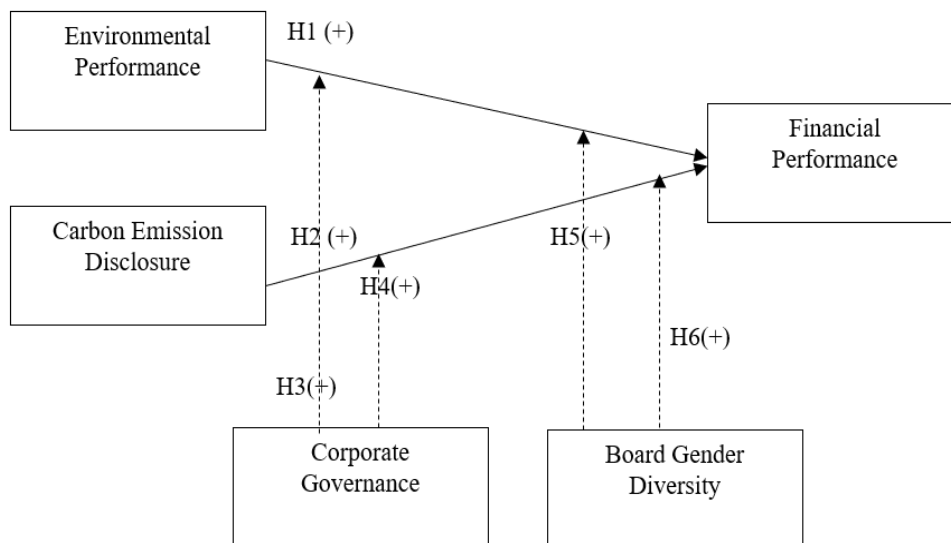 Environmental
Performance
H1 (+)
Financial
Performance
Carbon Emission
Disclosure
H2 (+)
H5(+)
H4(+)
H6(+)
H3(+)
Corporate
Governance
Board Gender
Diversity